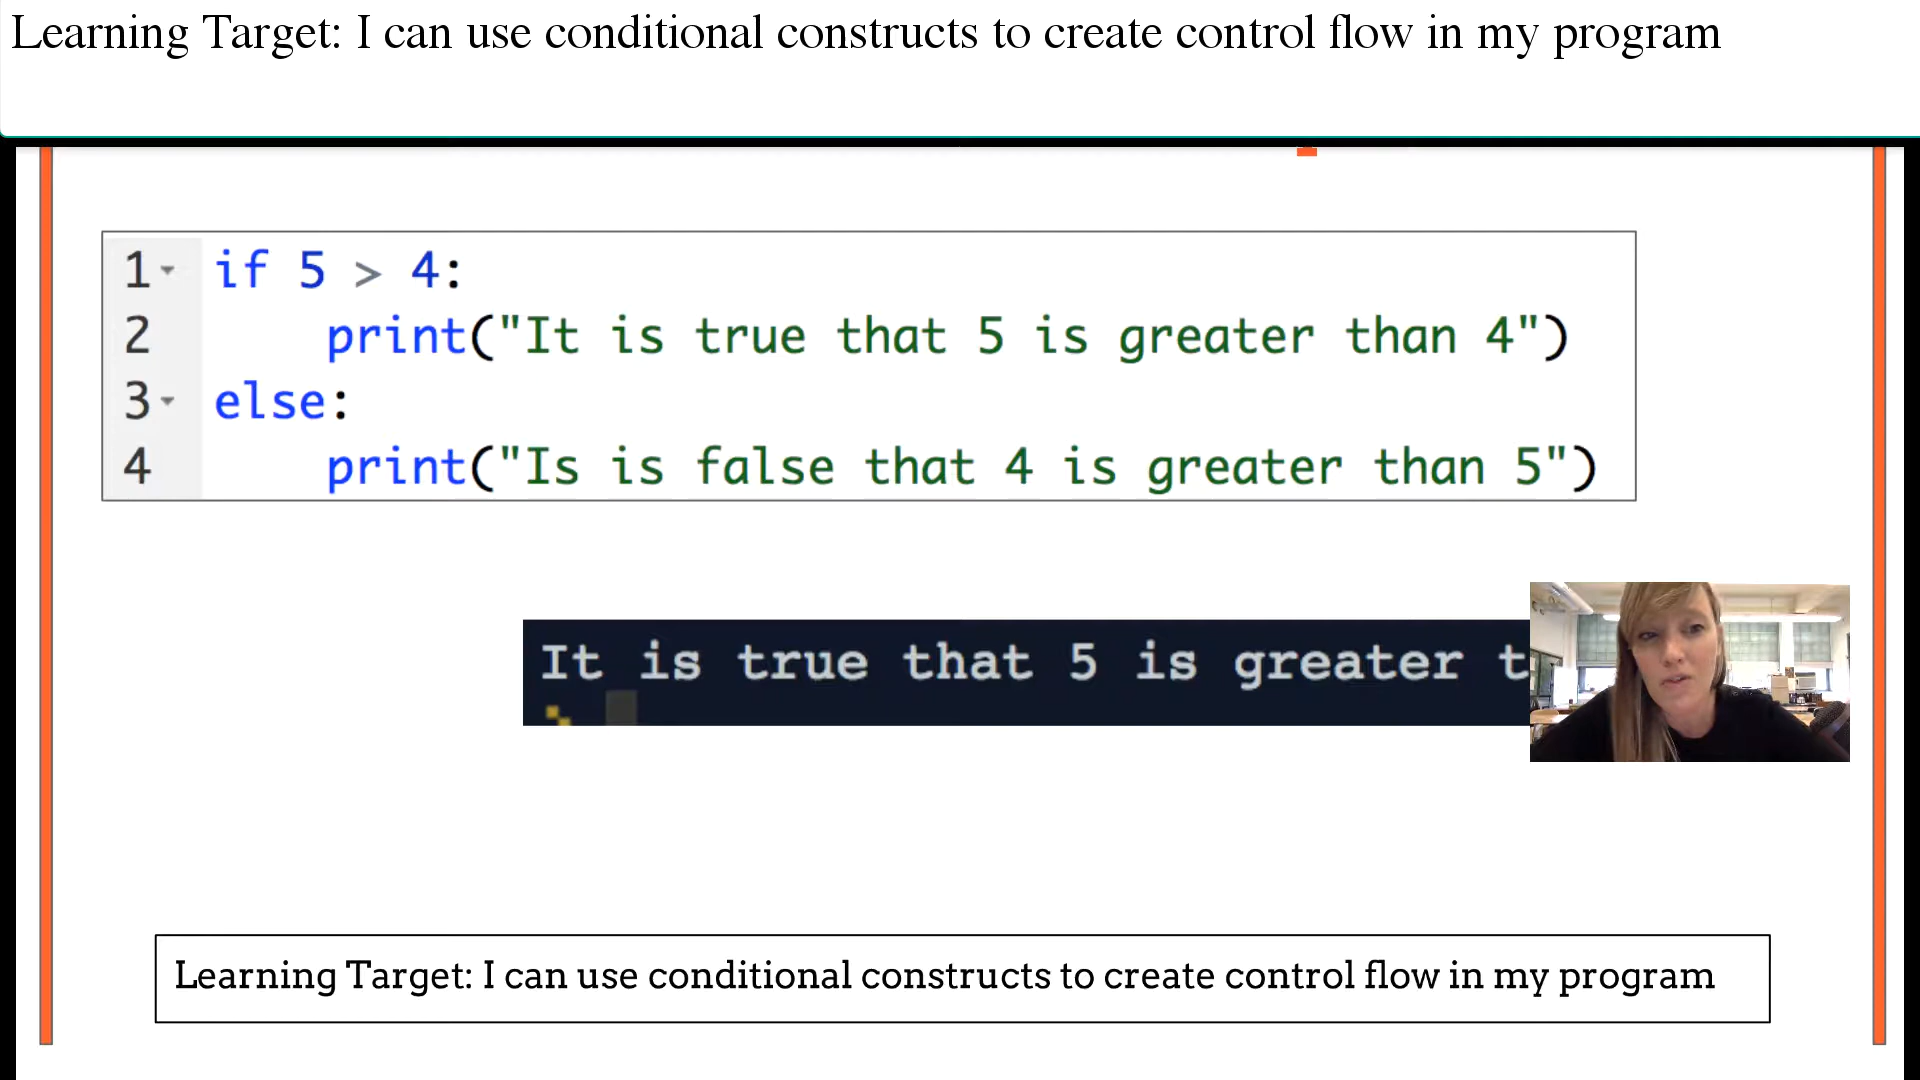 Learning Target: I can use conditional constructs to create control flow in my program
1 if 5 > 4:
2 print("It is true that 5 is greater than 4")
3 else:
4 print("Is is false that 4 is greater than 5")
It is true that 5 is greater t
Learning Target: I can use conditional constructs to create control flow in my program